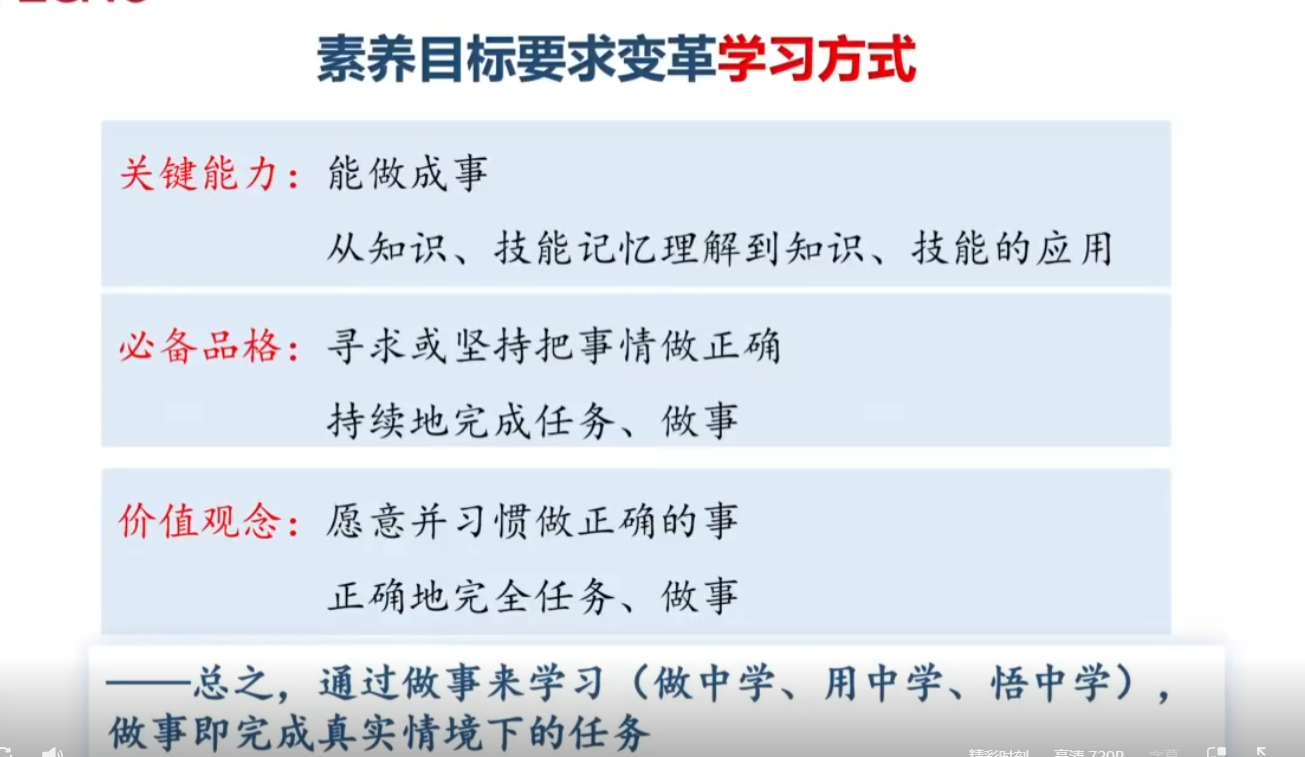 素养目标要求变革学习方式
关键能力：能做成事
从知识、技能记忆理解到知识、技能的应用
必备品格：寻求或坚持把事情做正确
持续地完成任务、做事
价值观念：愿意并习惯做正确的事
正确地完全任务、做事
——总之，通过做事来学习（做中学、用中学、悟中学），
做事即完成真实情境下的任务
精彩时刻 高清 720P 字幕